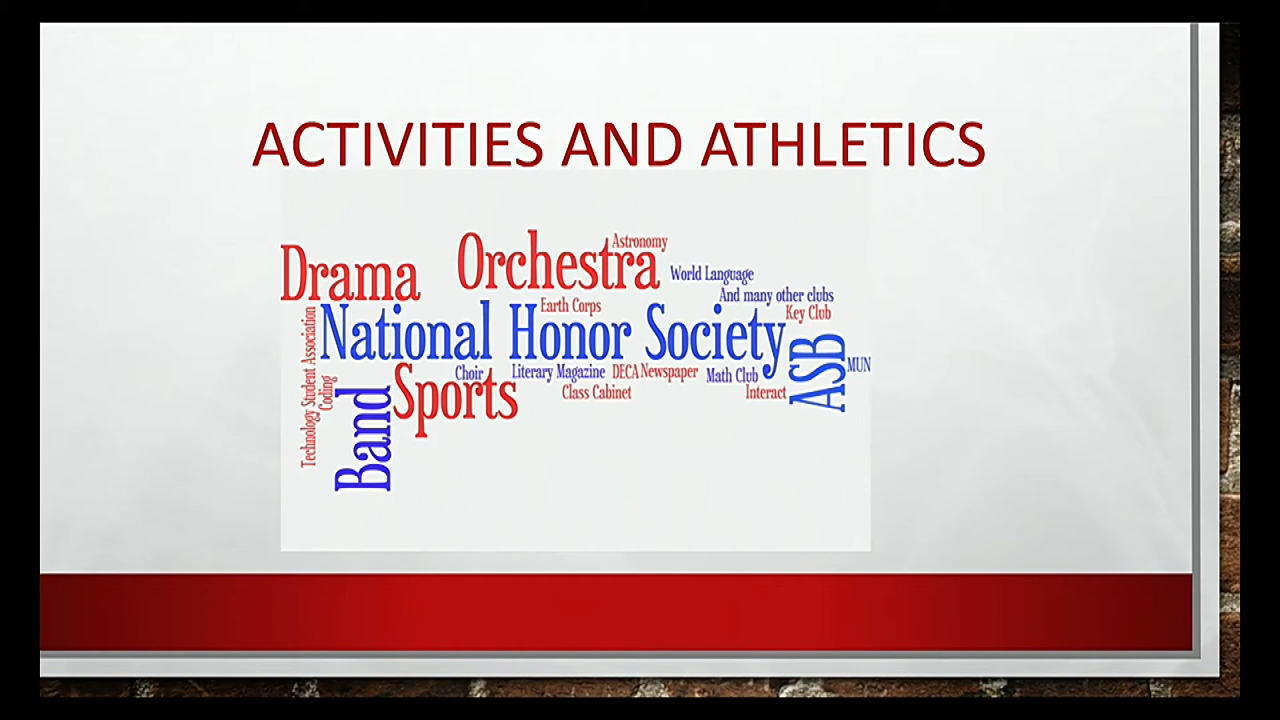 ACTIVITIES AND ATHLETICS
Astronomy
Orchestra
Drama
World Language
And many other clubs
Earth Corps
Key Club
National Honor Society
Technology Student Association
Coding
Choir
Literary Magazine
DECA
Newspaper
Math Club
ASB
MUN
Sports
Class Cabinet
Interact
Band